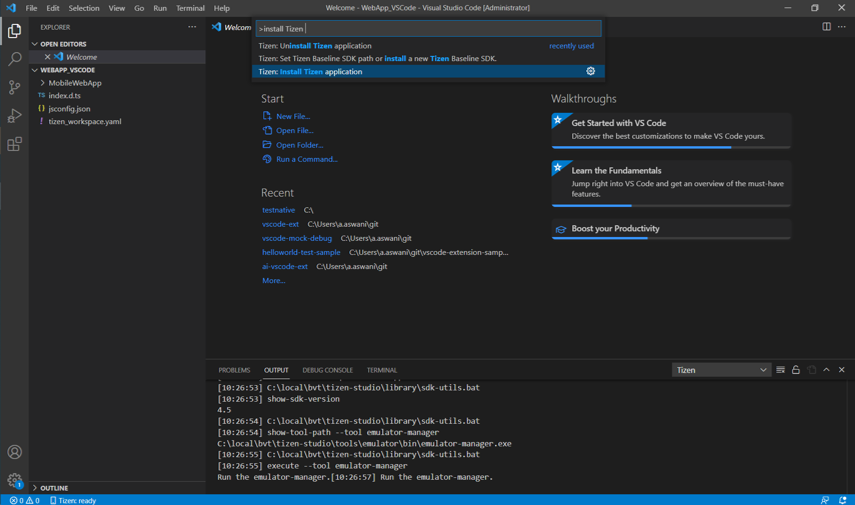 File Edit Selection View Go Run Terminal Help
Welcome - WebApp_VSCode - Visual Studio Code [Administrator]
EXPLORER
OPEN EDITORS
Welcome
WEBAPP_VSCODE
MobileWebApp
TS index.d.ts
{} jsconfig.json
! tizen_workspace.yaml
OUTLINE
Welcom
>install Tizen
Tizen: Uninstall Tizen application
recently used
Tizen: Set Tizen Baseline SDK path or install a new Tizen Baseline SDK.
Tizen: Install Tizen application
Start
New File...
Open File...
Open Folder...
Run a Command...
Recent
testnative C:\
vscode-ext C:\Users\a.aswani\git
vscode-mock-debug C:\Users\a.aswani\git
helloworld-test-sample C:\Users\a.aswani\git\vscode-extension-samp...
ai-vscode-ext C:\Users\a.aswani\git
More...
Walkthroughs
Get Started with VS Code
Discover the best customizations to make VS Code yours.
Learn the Fundamentals
Jump right into VS Code and get an overview of the must-have
features.
Boost your Productivity
PROBLEMS OUTPUT DEBUG CONSOLE TERMINAL
Tizen
[10:26:53] C:\local\bvt\tizen-studio\library\sdk-utils.bat
[10:26:53] show-sdk-version
4.5
[10:26:54] C:\local\bvt\tizen-studio\library\sdk-utils.bat
[10:26:54] show-tool-path --tool emulator-manager
C:\local\bvt\tizen-studio\tools\emulator\bin\emulator-manager.exe
[10:26:55] C:\local\bvt\tizen-studio\library\sdk-utils.bat
[10:26:55] execute --tool emulator-manager
Run the emulator-manager.[10:26:57] Run the emulator-manager.
1
0 0 Tizen: ready